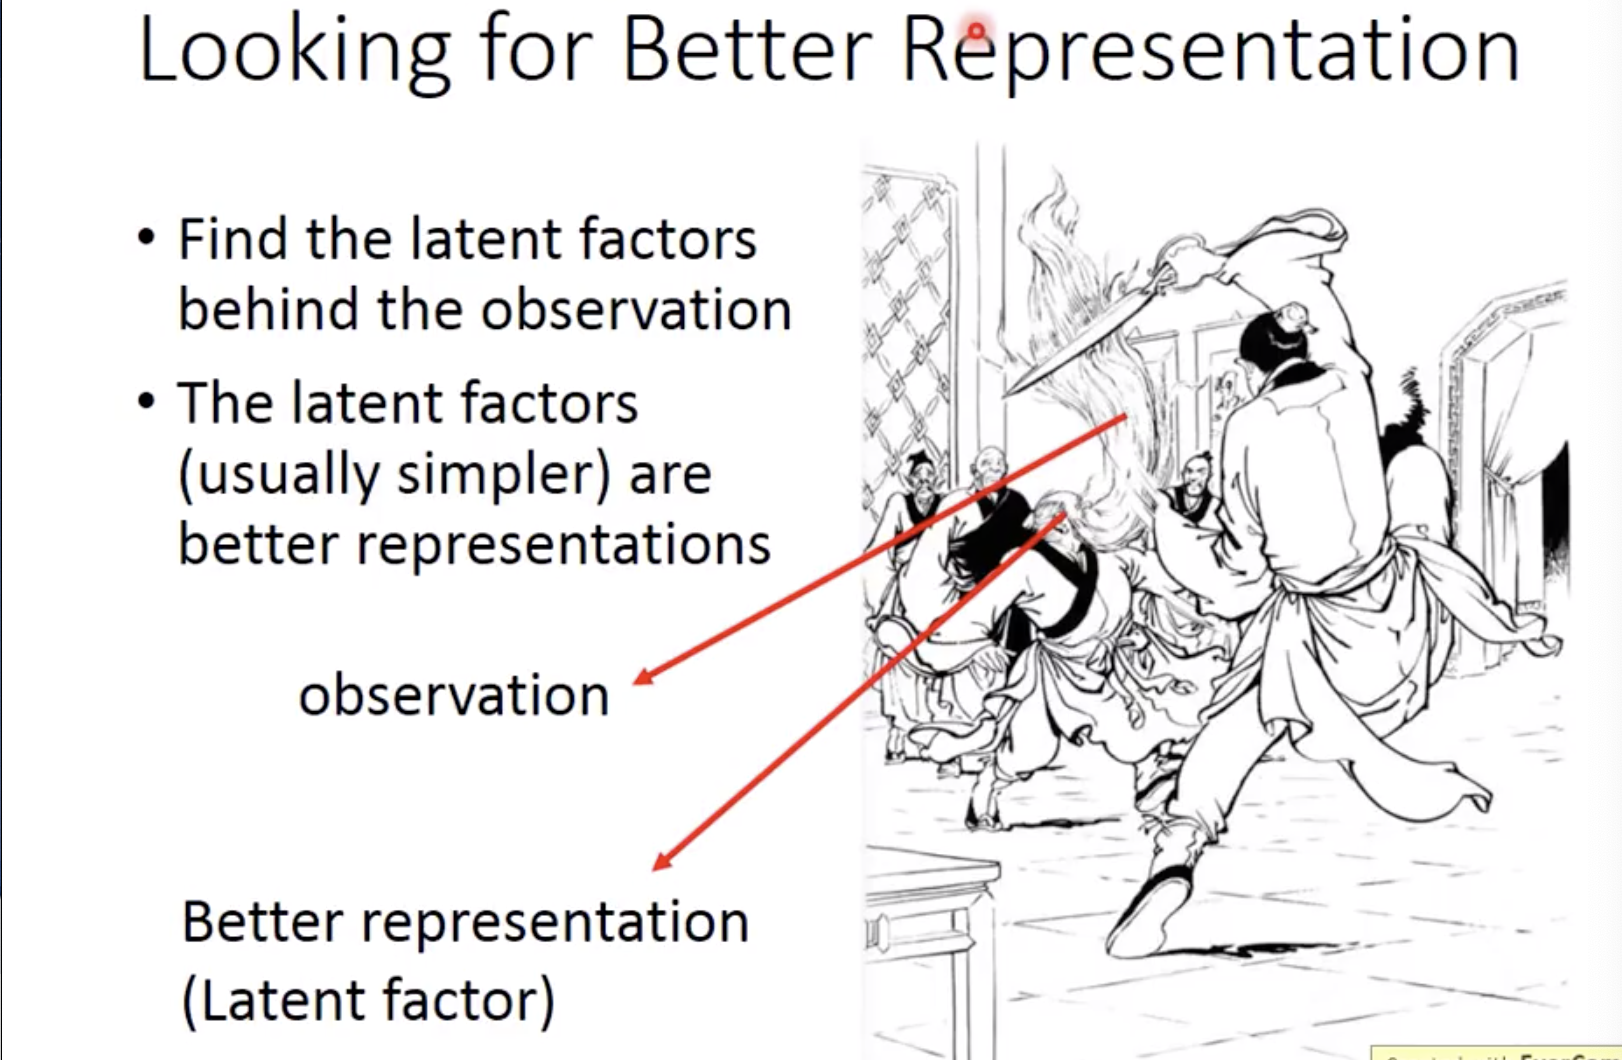 Looking for Better Representation
• Find the latent factors
behind the observation
• The latent factors
(usually simpler) are
better representations
observation
Better representation
(Latent factor)